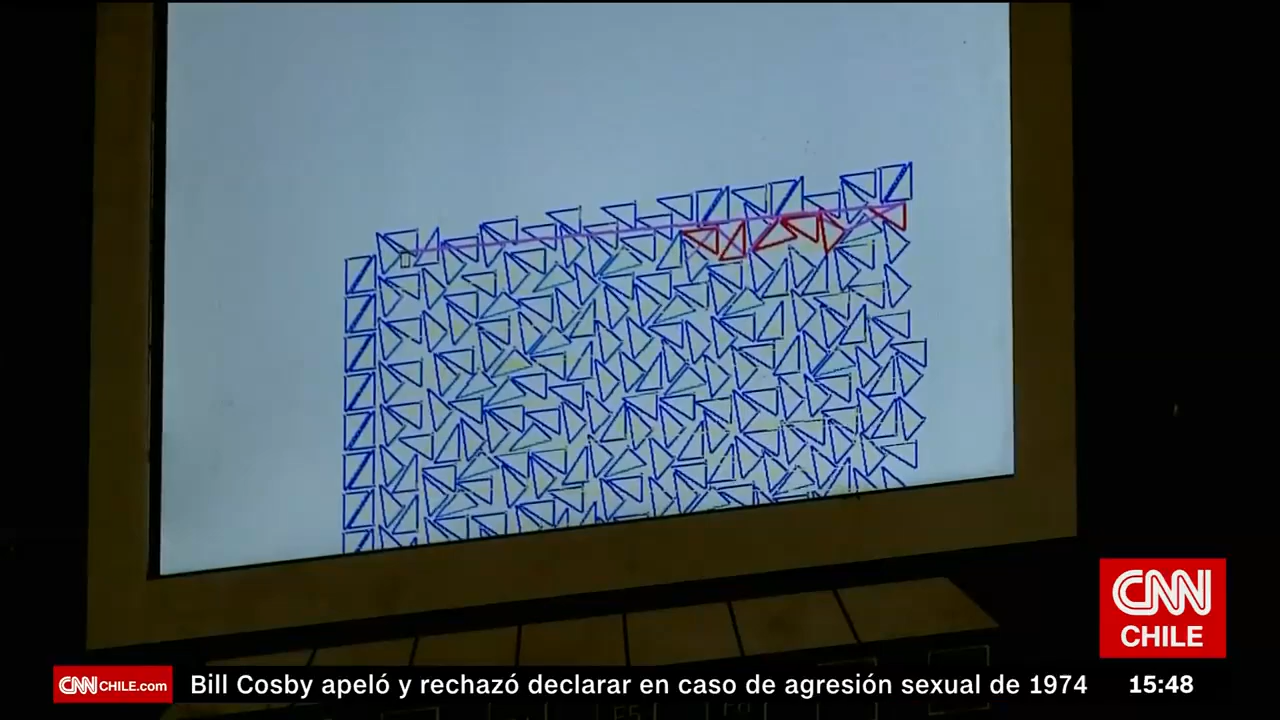 CNN
CHILE
CNNCHILE.com Bill Cosby apeló y rechazó declarar en caso de agresión sexual de 1974 15:48